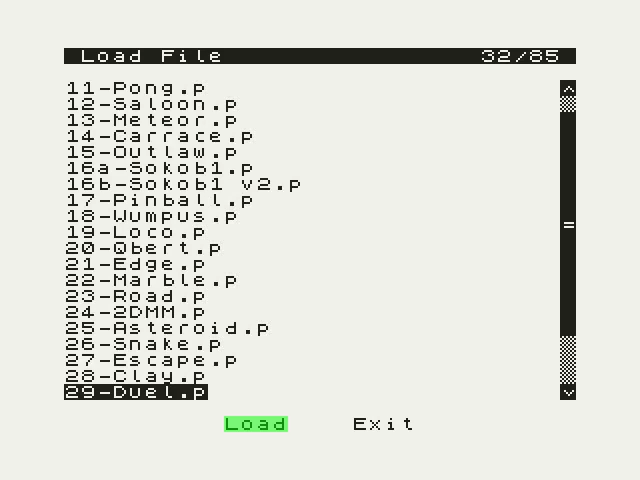 Load File 32/85
11-Pong.p
12-Saloon.p
13-Meteor.p
14-Carrace.p
15-Outlaw.p
16a-Sokob1.p
16b-Sokob1 v2.p
17-Pinball.p
18-Wumpus.p
19-Loco.p
20-Qbert.p
21-Edge.p
22-Marble.p
23-Road.p
24-2DMM.p
25-Asteroid.p
26-Snake.p
27-Escape.p
28-Clay.p
29-Duel.p
Load Exit